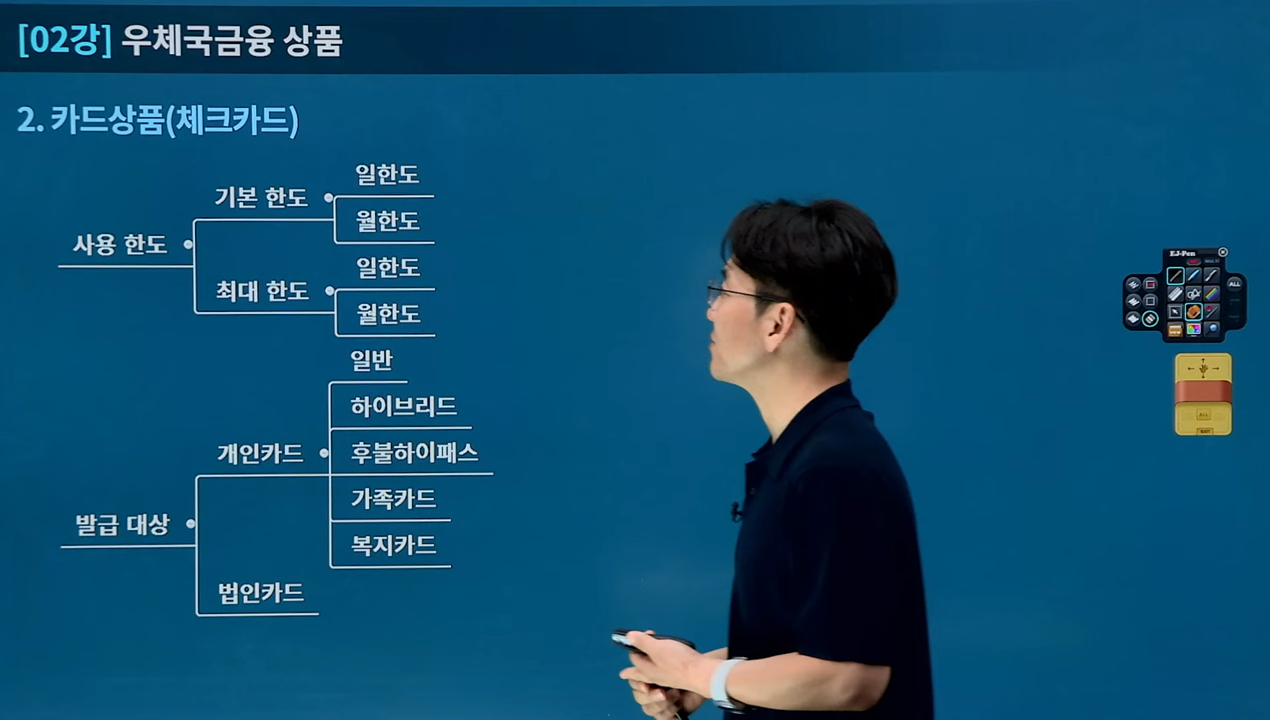 [02강] 우체국금융 상품
2. 카드상품(체크카드)
사용 한도
기본 한도
일한도
월한도
최대 한도
일한도
월한도
발급 대상
개인카드
일반
하이브리드
후불하이패스
가족카드
복지카드
법인카드
EJ-Pen
ALL
ALL